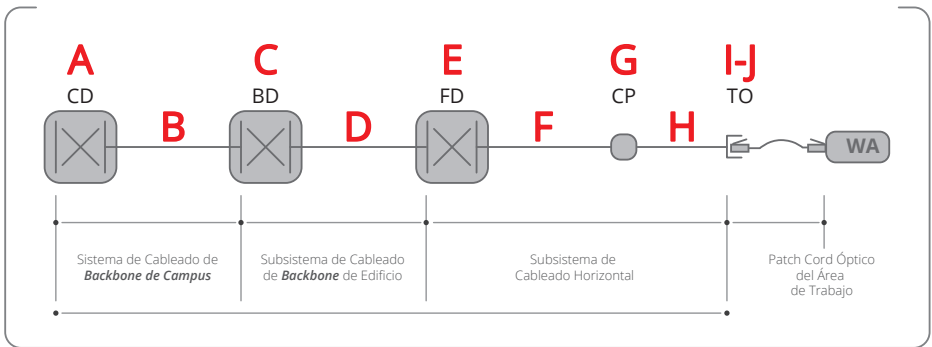 A
C
E
G
I-J
CD
BD
FD
CP
TO
B
D
F
H
WA
Sistema de Cableado de
Backbone de Campus
Subsistema de Cableado
de Backbone de Edificio
Subsistema de
Cableado Horizontal
Patch Cord Óptico
del Área
de Trabajo